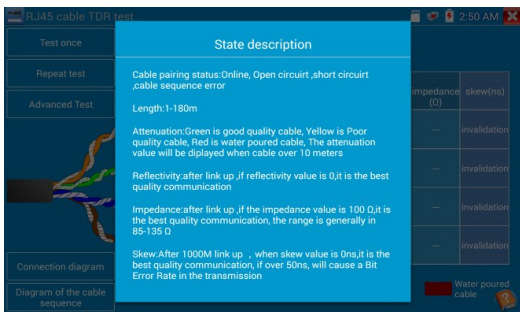 RJ45 cable TDR test
2:50 AM
Test once
Repeat test
Advanced Test
Connection diagram
Diagram of the cable
sequence
State description
Cable pairing status:Online, Open circuirt ,short circuirt
,cable sequence error
Length:1-180m
Attenuation:Green is good quality cable, Yellow is Poor
quality cable, Red is water poured cable, The attenuation
value will be diplayed when cable over 10 meters
Reflectivity:after link up ,if reflectivity value is 0,it is the best
quality communication
Impedance:after link up ,if the impedance value is 100 Ω,it is
the best quality communication, the range is generally in
85-135 Ω
Skew:After 1000M link up , when skew value is 0ns,it is the
best quality communication, if over 50ns, will cause a Bit
Error Rate in the transmission
impedance
(Ω)
skew(ns)
— invalidation
— invalidation
— invalidation
— invalidation
Water poured
cable